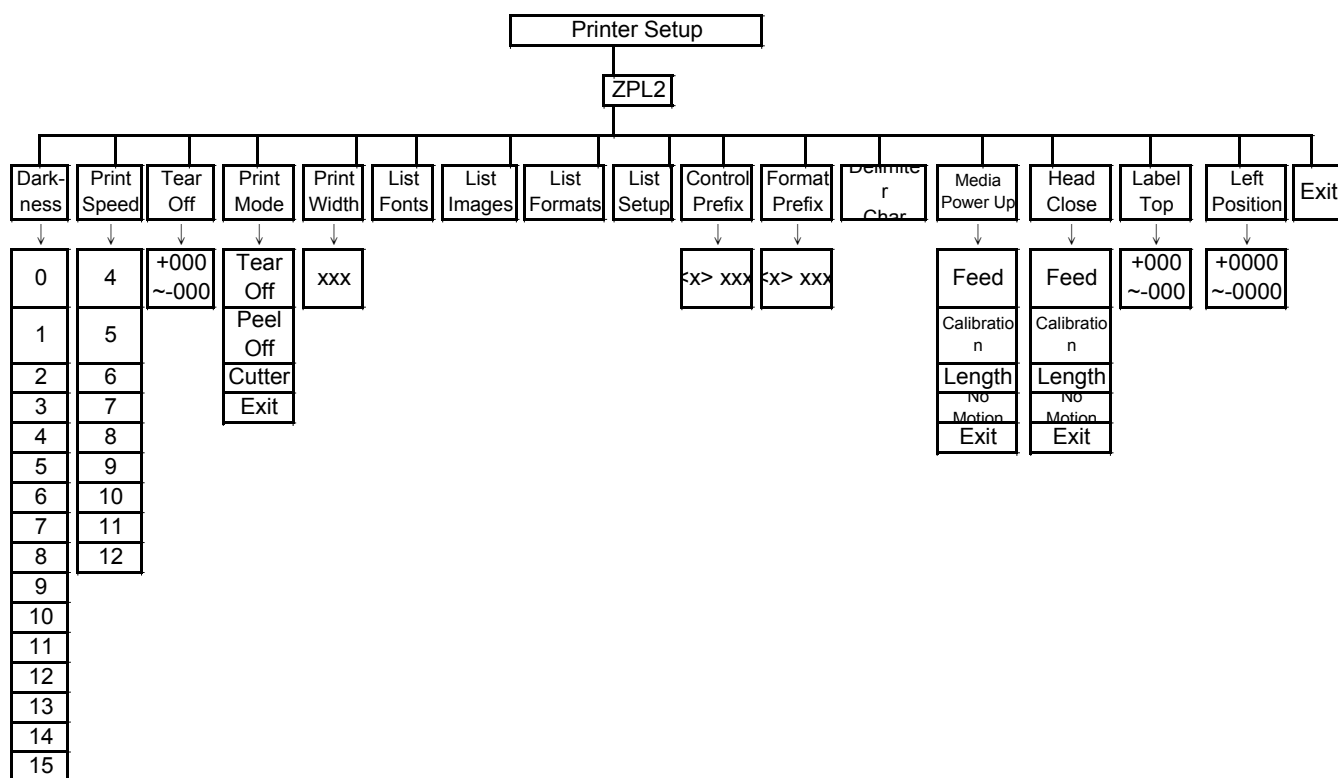 Printer Setup
ZPL2
Dark-
ness
Print
Speed
Tear
Off
Print
Mode
Print
Width
List
Fonts
List
Images
List
Formats
List
Setup
Control
Prefix
Format
Prefix
Delimite
r
Char
Media
Power Up
Head
Close
Label
Top
Left
Position
Exit
0
1
2
3
4
5
6
7
8
9
10
11
12
13
14
15
4
5
6
7
8
9
10
11
12
+000
~-000
Tear
Off
Peel
Off
Cutter
Exit
xxx
<x> xxx
<x> xxx
Feed
Calibratio
n
Length
No
Motion
Exit
Feed
Calibratio
n
Length
No
Motion
Exit
+000
~-000
+0000
~-0000